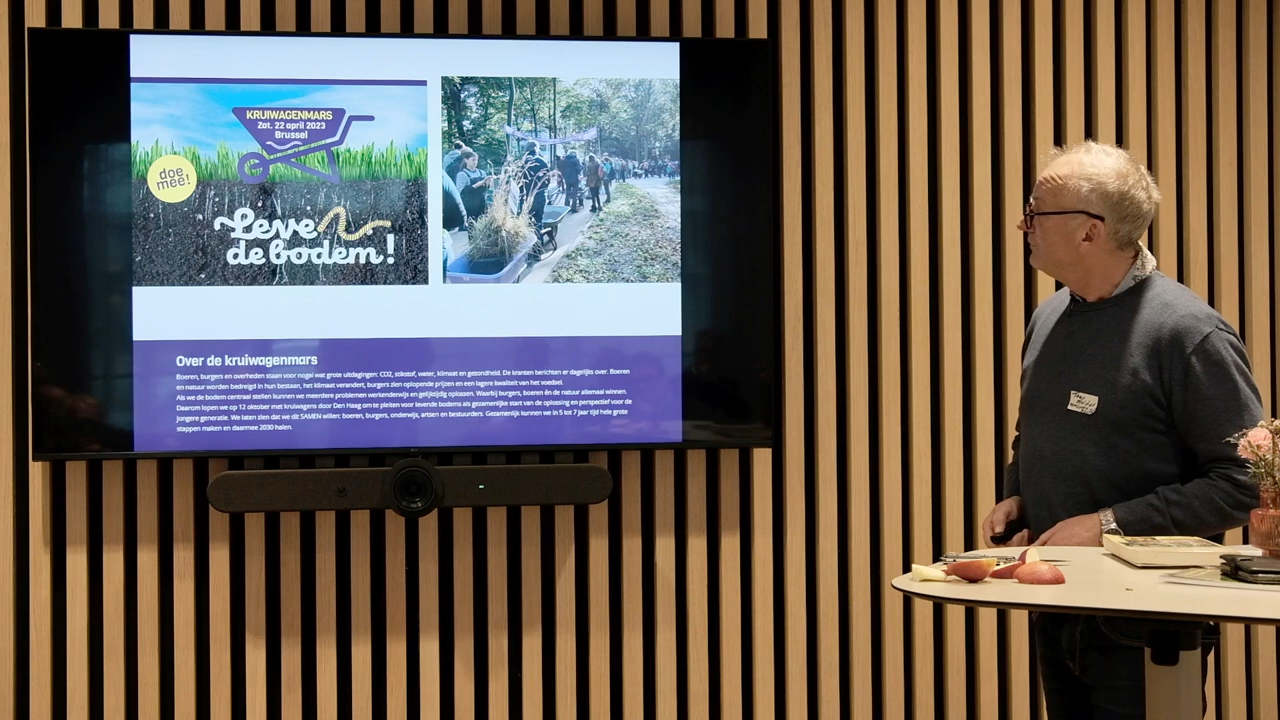 KRUIWAGENMARS
Zat. 22 april 2023
Brussel
doe
mee!
Leve
de bodem!
Over de kruiwagenmars
Boeren, burgers en overheden staan voor nogal wat grote uitdagingen: CO2, stikstof, water, klimaat en gezondheid. De kranten berichten er dagelijks over. Boeren
en natuur worden bedreigd in hun bestaan, het klimaat verandert, burgers zien oplopende prijzen en een lagere kwaliteit van het voedsel.
Als we de bodem centraal stellen kunnen we meerdere problemen werkenderwijs en gelijktijdig oplossen. Waarbij burgers, boeren én de natuur allemaal winnen.
Daarom lopen we op 12 oktober met kruiwagens door Den Haag om te pleiten voor levende bodems als gezamenlijke start van de oplossing en perspectief voor de
jongere generatie. We laten zien dat we dit SAMEN willen: boeren, burgers, onderwijs, artsen en bestuurders. Gezamenlijk kunnen we in 5 tot 7 jaar tijd hele grote
stappen maken en daarmee 2030 halen.